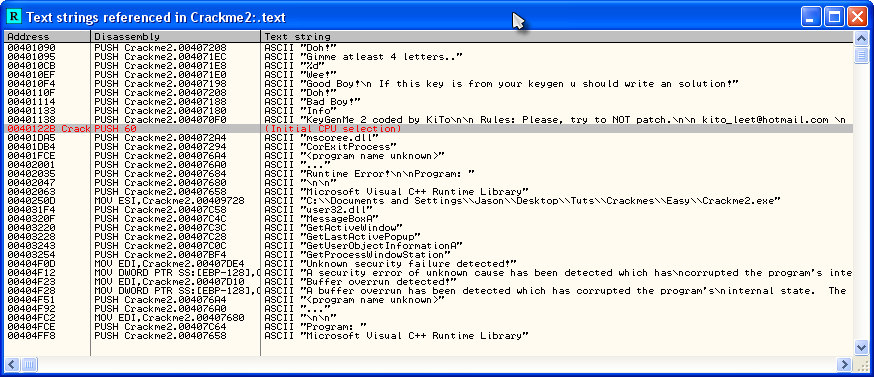 R Text strings referenced in Crackme2:.text
Address Disassembly Text string
00401090 PUSH Crackme2.00407208 ASCII "Doh!"
00401095 PUSH Crackme2.004071EC ASCII "Gimme atleast 4 letters.."
004010CB PUSH Crackme2.004071E8 ASCII "%d"
004010EF PUSH Crackme2.004071E0 ASCII "Wee!"
004010F4 PUSH Crackme2.00407198 ASCII "Good Boy!\n If this key is from your keygen u should write an solution!"
0040110F PUSH Crackme2.00407208 ASCII "Doh!"
00401114 PUSH Crackme2.00407188 ASCII "Bad Boy!"
00401133 PUSH Crackme2.00407180 ASCII "Info"
00401138 PUSH Crackme2.004070F0 ASCII "KeyGenMe 2 coded by KiTo\n\n\n Rules: Please, try to NOT patch.\n\n kito_leet@hotmail.com \n
0040122B Crack PUSH 60 (Initial CPU selection)
00401DA5 PUSH Crackme2.004072A4 ASCII "mscoree.dll"
00401DB4 PUSH Crackme2.00407294 ASCII "CorExitProcess"
00401FCE PUSH Crackme2.004076A4 ASCII "<program name unknown>"
00402001 PUSH Crackme2.004076A0 ASCII "..."
00402035 PUSH Crackme2.00407684 ASCII "Runtime Error!\n\nProgram: "
00402047 PUSH Crackme2.00407680 ASCII "\n\n"
00402063 PUSH Crackme2.00407658 ASCII "Microsoft Visual C++ Runtime Library"
0040250D MOV ESI,Crackme2.00409728 ASCII "C:\\Documents and Settings\\Jason\\Desktop\\Tuts\\Crackmes\\Easy\\Crackme2.exe"
004031F4 PUSH Crackme2.00407C58 ASCII "user32.dll"
0040320F PUSH Crackme2.00407C4C ASCII "MessageBoxA"
00403220 PUSH Crackme2.00407C3C ASCII "GetActiveWindow"
00403228 PUSH Crackme2.00407C28 ASCII "GetLastActivePopup"
00403243 PUSH Crackme2.00407C0C ASCII "GetUserObjectInformationA"
00403254 PUSH Crackme2.00407BF4 ASCII "GetProcessWindowStation"
00404F0D MOV EDI,Crackme2.00407DE4 ASCII "Unknown security failure detected!"
00404F12 MOV DWORD PTR SS:[EBP-128],C ASCII "A security error of unknown cause has been detected which has\ncorrupted the program's inte
00404F23 MOV EDI,Crackme2.00407D10 ASCII "Buffer overrun detected!"
00404F28 MOV DWORD PTR SS:[EBP-128],C ASCII "A buffer overrun has been detected which has corrupted the program's\ninternal state. The
00404F51 PUSH Crackme2.004076A4 ASCII "<program name unknown>"
00404F92 PUSH Crackme2.004076A0 ASCII "..."
00404FC2 MOV EDI,Crackme2.00407680 ASCII "\n\n"
00404FCE PUSH Crackme2.00407C64 ASCII "Program: "
00404FF8 PUSH Crackme2.00407658 ASCII "Microsoft Visual C++ Runtime Library"